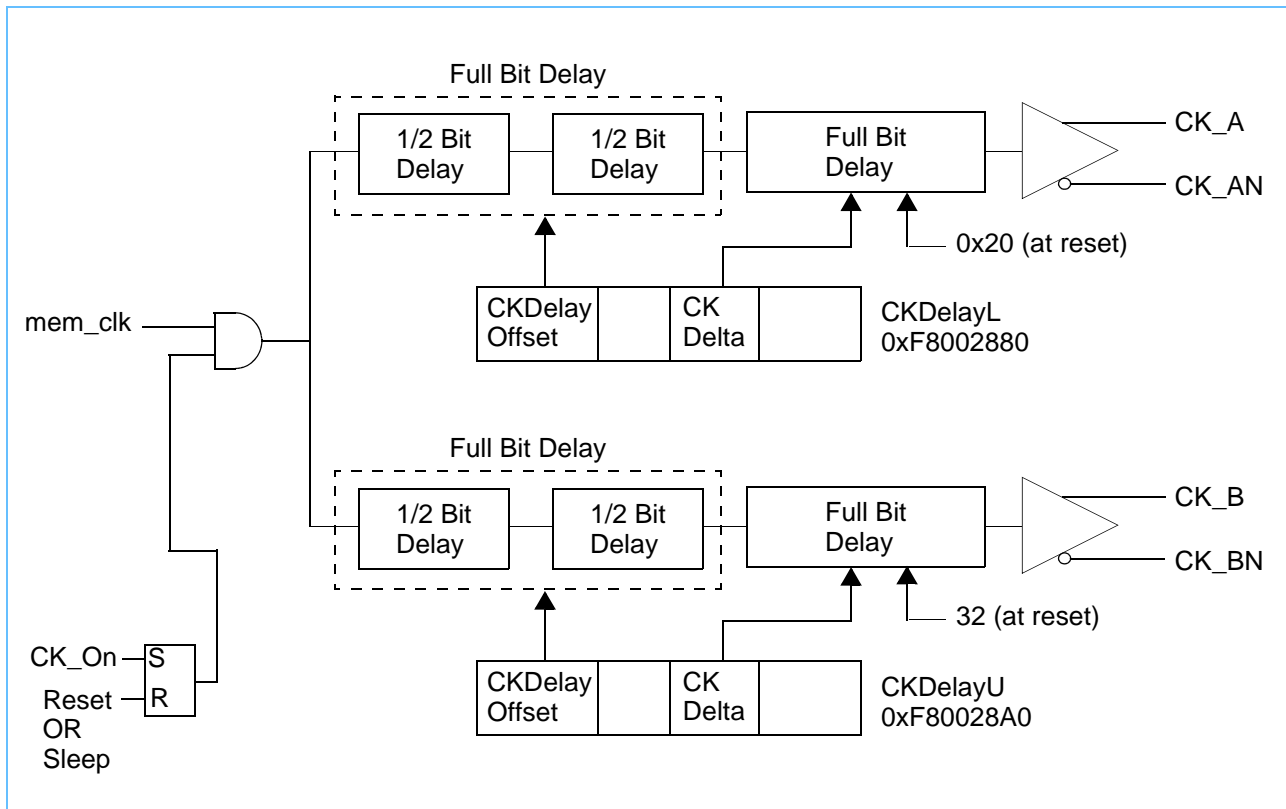 Full Bit Delay
1/2 Bit
Delay
1/2 Bit
Delay
Full Bit
Delay
CK_A
CK_AN
0x20 (at reset)
CKDelay
Offset
CK
Delta
CKDelayL
0xF8002880
mem_clk
Full Bit Delay
1/2 Bit
Delay
1/2 Bit
Delay
Full Bit
Delay
CK_B
CK_BN
32 (at reset)
CKDelay
Offset
CK
Delta
CKDelayU
0xF80028A0
CK_On
S
Reset
R
OR
Sleep